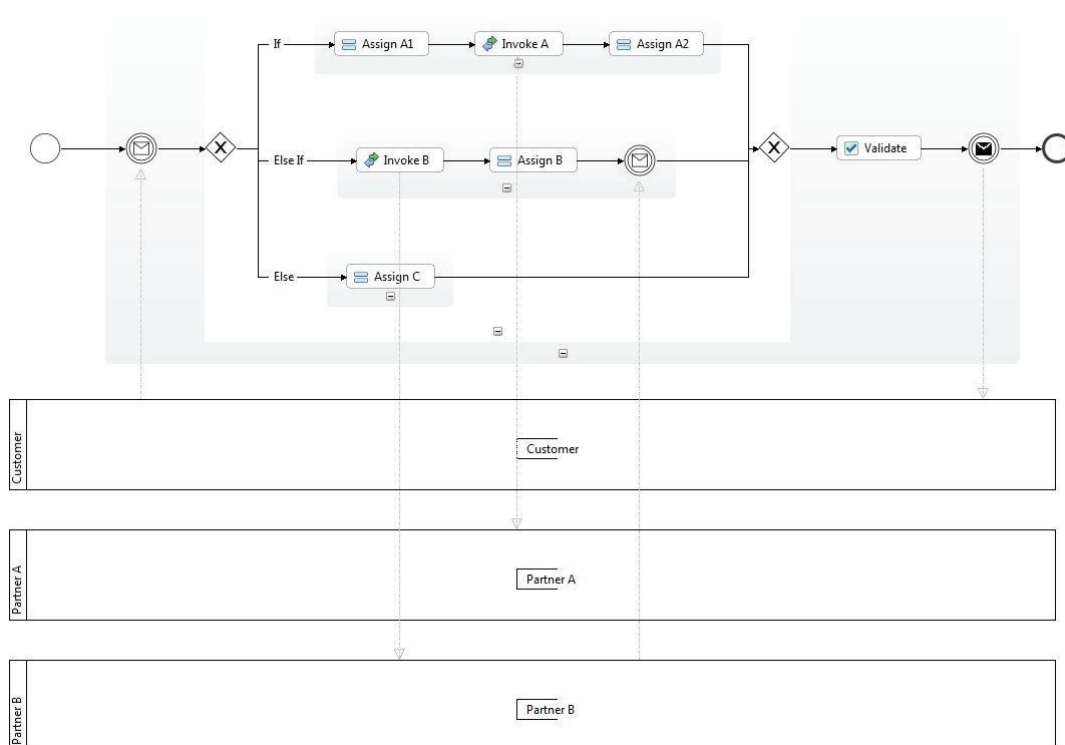 If
Assign A1
Invoke A
Assign A2
Else If
Invoke B
Assign B
Validate
Else
Assign C
Customer
Customer
Partner A
Partner A
Partner B
Partner B